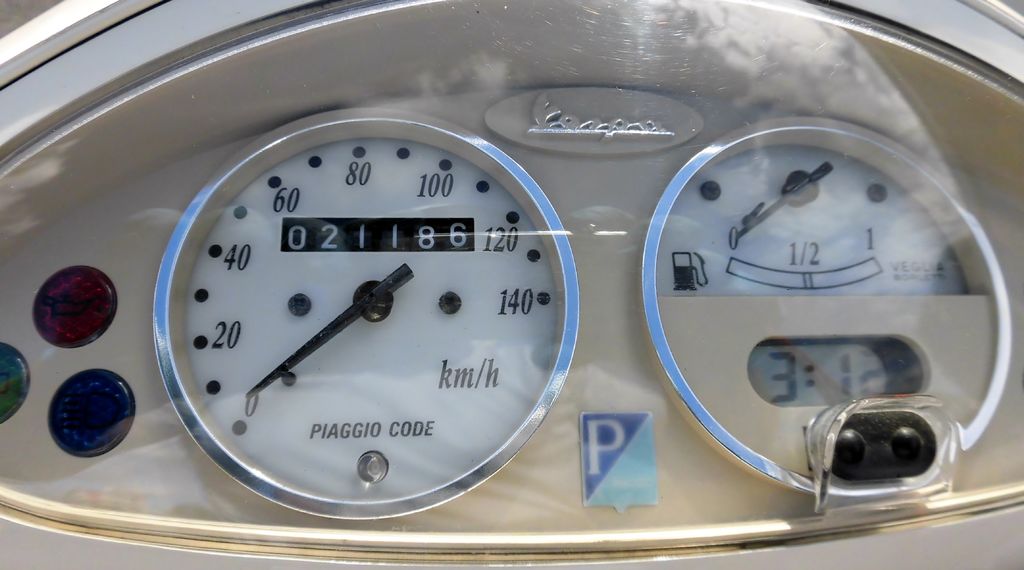 Vespa
80
100
60
021186
120
40
140
20
km/h
0
PIAGGIO CODE
0
1/2
1
VEGLIA
BORLETTI
3:12
P